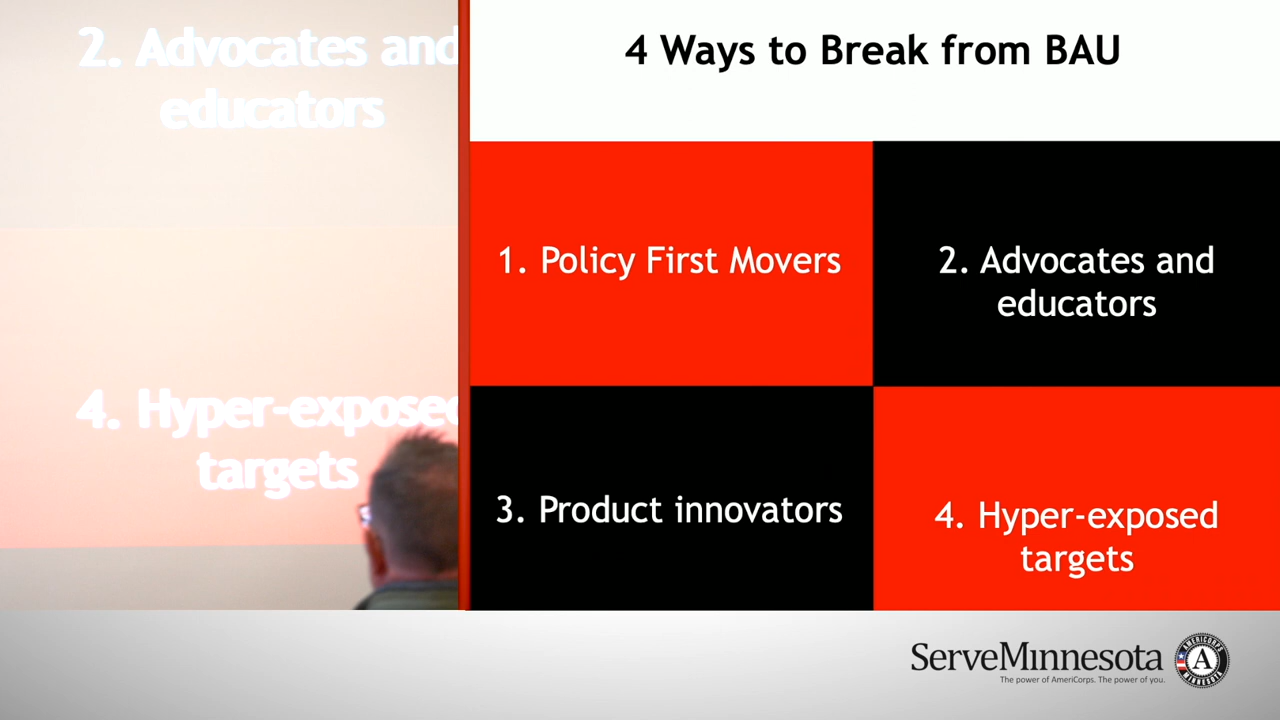 2. Advocates and
educators
4. Hyper-exposed
targets
4 Ways to Break from BAU
1. Policy First Movers
2. Advocates and
educators
3. Product innovators
4. Hyper-exposed
targets
ServeMinnesota
The power of AmeriCorps. The power of you.
AMERICORPS
A
MINNESOTA